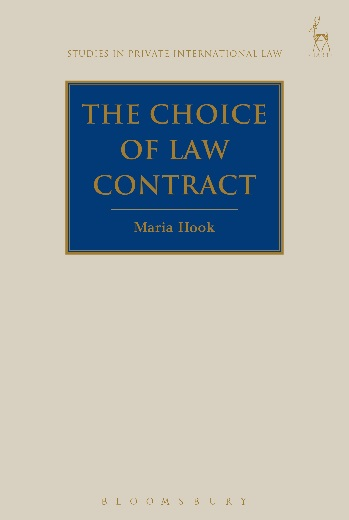 STUDIES IN PRIVATE INTERNATIONAL LAW
THE CHOICE
OF LAW
CONTRACT
Maria Hook
BLOOMSBURY